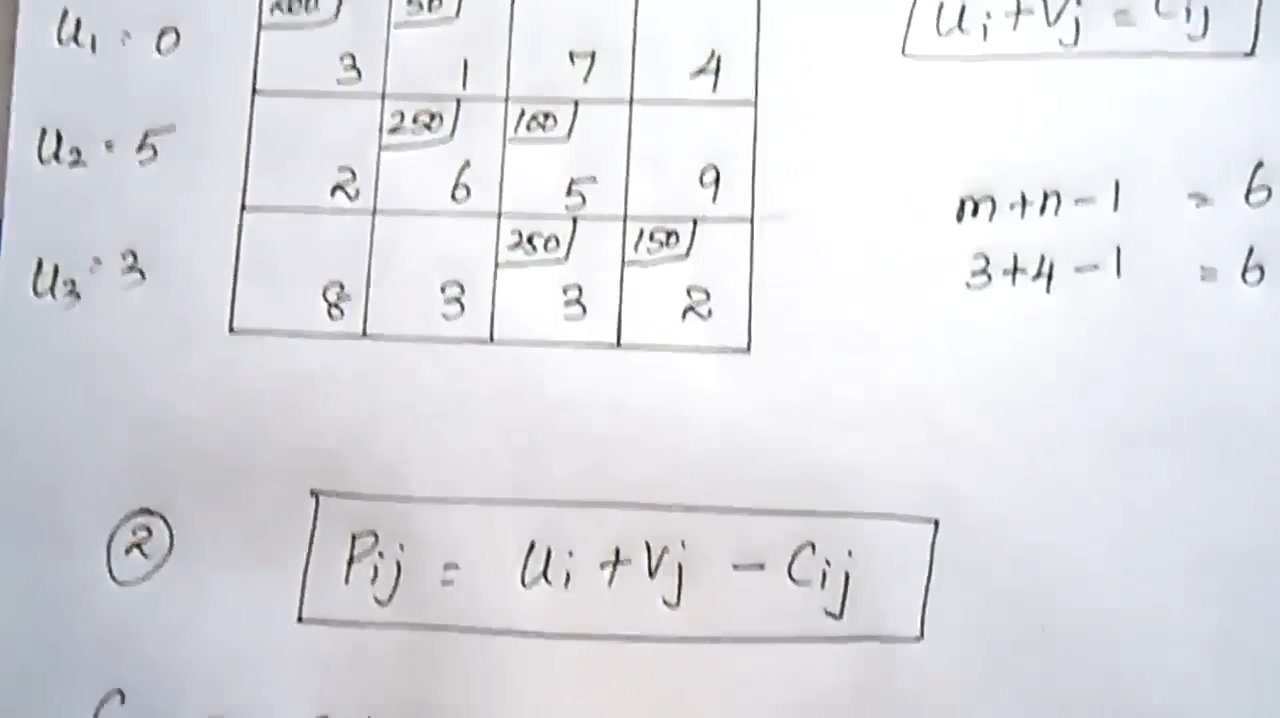 u₁ = 0
50
ui + vj = cij
3 1 7 4
u₂ = 5
250 100
2 6 5 9
m+n-1 = 6
u₃ = 3
250 150
3+4-1 = 6
8 3 3 2
② Pij = ui + vj - cij